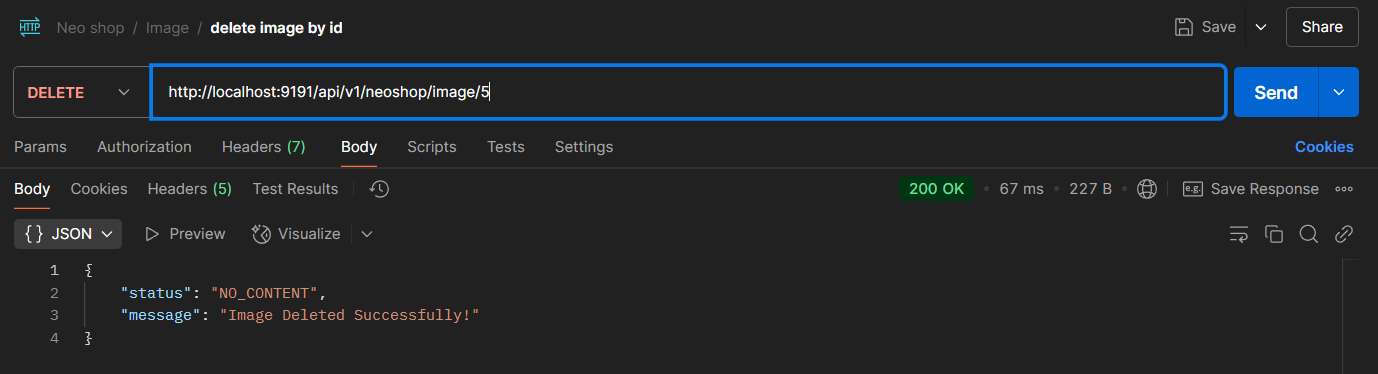 HTTP Neo shop / Image / delete image by id Save Share
DELETE http://localhost:9191/api/v1/neoshop/image/5 Send
Params Authorization Headers (7) Body Scripts Tests Settings Cookies
Body Cookies Headers (5) Test Results 200 OK • 67 ms • 227 B • e.g. Save Response
{} JSON Preview Visualize
1 {
2 "status": "NO_CONTENT",
3 "message": "Image Deleted Successfully!"
4 }